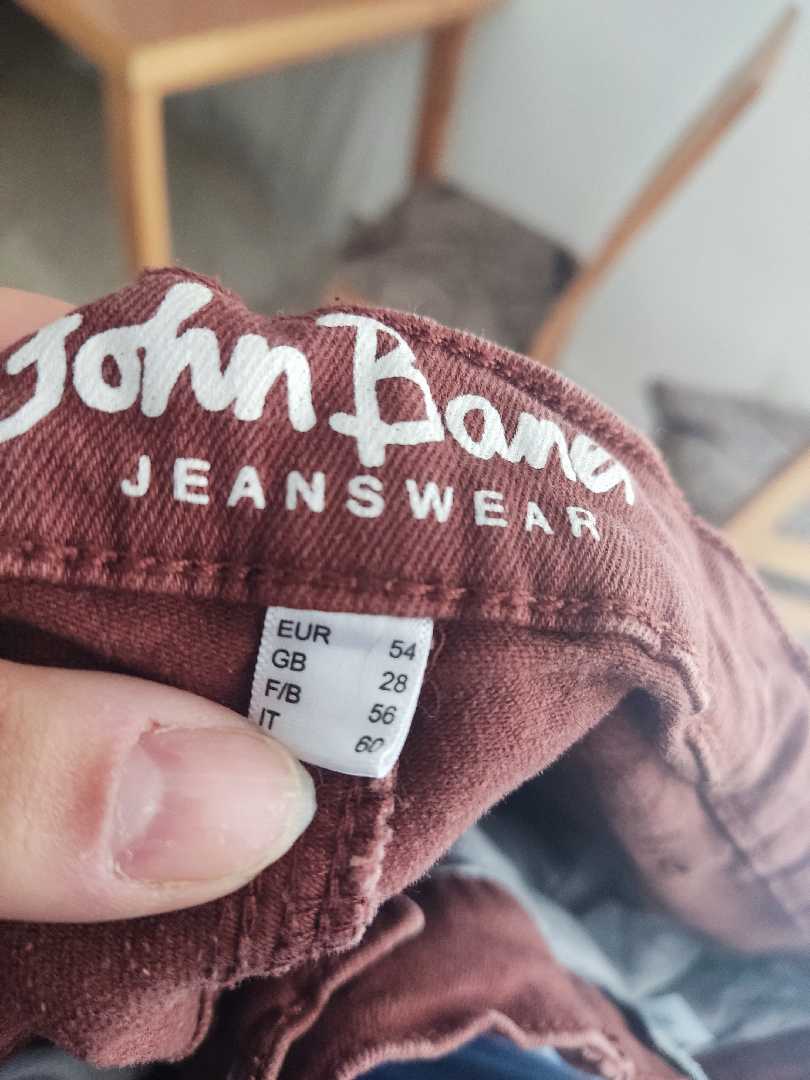 John Baner
JEANSWEAR
EUR 54
GB 28
F/B 56
IT 60